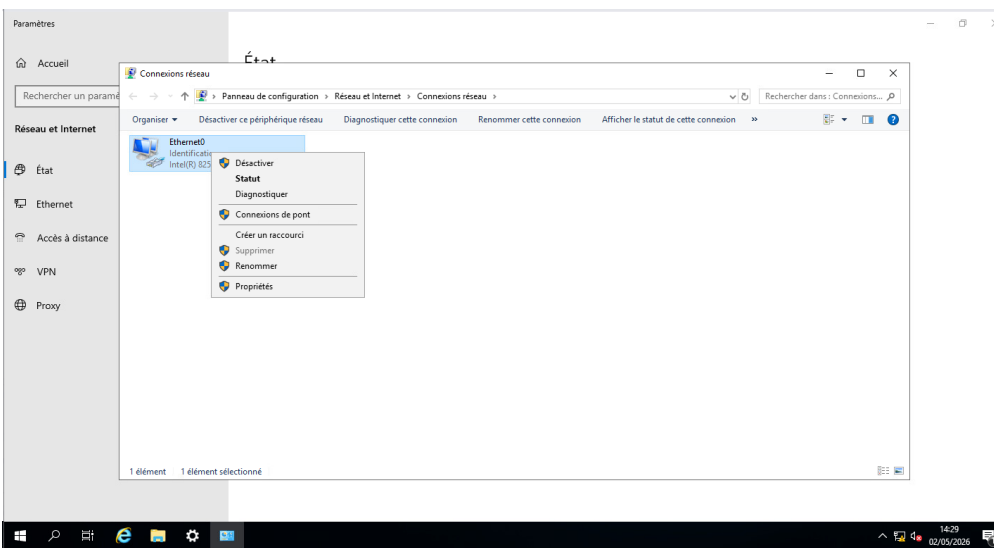 Paramètres
Accueil
Rechercher un paramè
Réseau et Internet
État
Ethernet
Accès à distance
VPN
Proxy
État
Connexions réseau
Panneau de configuration > Réseau et Internet > Connexions réseau >
Rechercher dans : Connexions...
Organiser
Désactiver ce périphérique réseau
Diagnostiquer cette connexion
Renommer cette connexion
Afficher le statut de cette connexion
»
Ethernet0
Identificatio
Intel(R) 825
Désactiver
Statut
Diagnostiquer
Connexions de pont
Créer un raccourci
Supprimer
Renommer
Propriétés
1 élément
1 élément sélectionné
14:29
02/05/2026